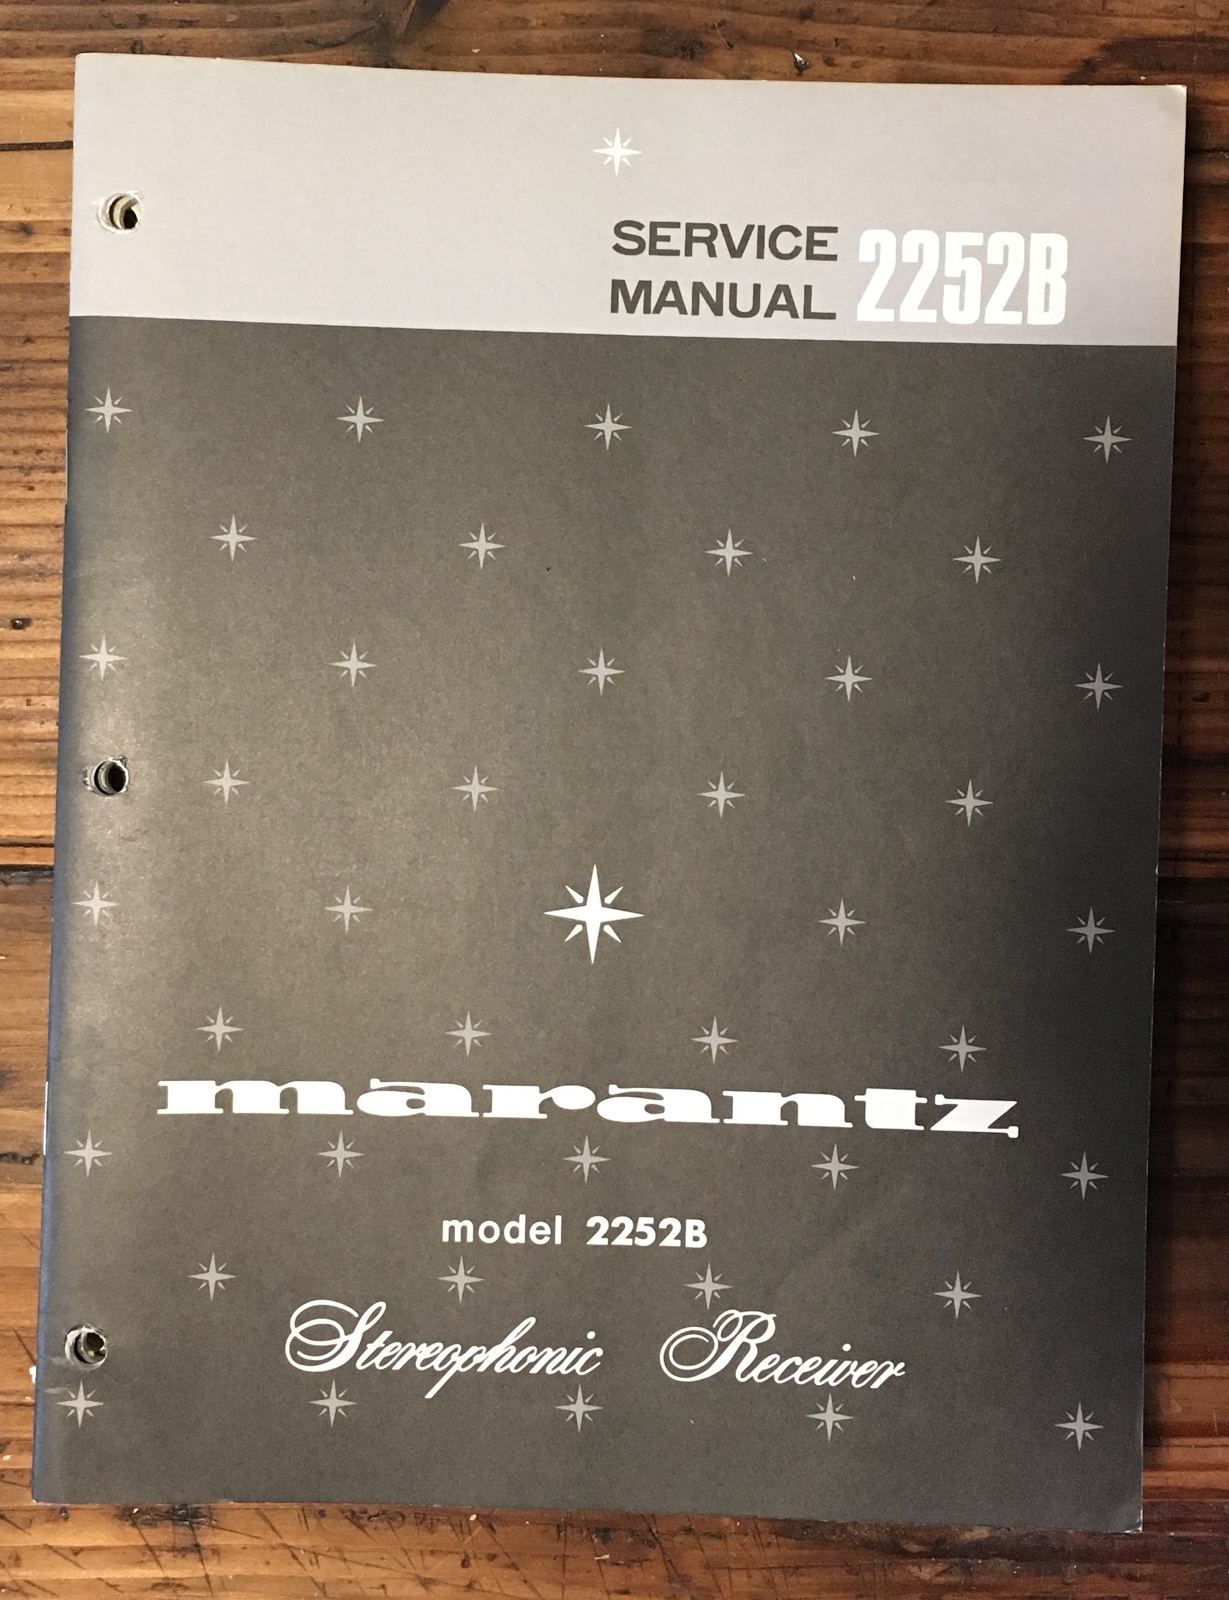 SERVICE
MANUAL 2252B
marantz
model 2252B
Stereophonic Receiver